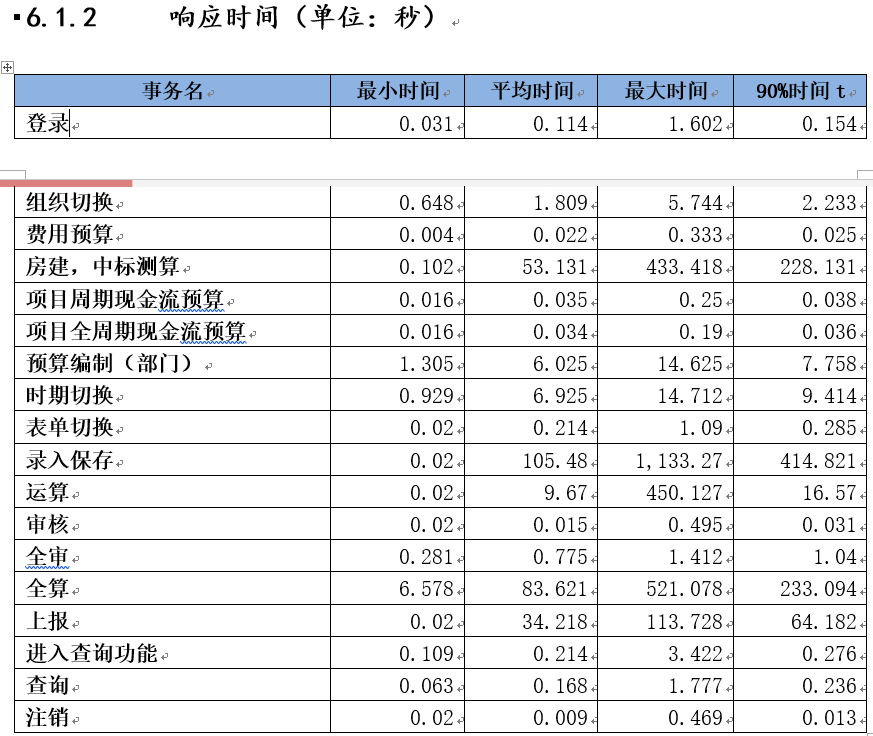 6.1.2 响应时间（单位：秒）
事务名 最小时间 平均时间 最大时间 90%时间 t
登录 0.031 0.114 1.602 0.154
组织切换 0.648 1.809 5.744 2.233
费用预算 0.004 0.022 0.333 0.025
房建，中标测算 0.102 53.131 433.418 228.131
项目周期现金流预算 0.016 0.035 0.25 0.038
项目全周期现金流预算 0.016 0.034 0.19 0.036
预算编制（部门） 1.305 6.025 14.625 7.758
时期切换 0.929 6.925 14.712 9.414
表单切换 0.02 0.214 1.09 0.285
录入保存 0.02 105.48 1,133.27 414.821
运算 0.02 9.67 450.127 16.57
审核 0.02 0.015 0.495 0.031
全审 0.281 0.775 1.412 1.04
全算 6.578 83.621 521.078 233.094
上报 0.02 34.218 113.728 64.182
进入查询功能 0.109 0.214 3.422 0.276
查询 0.063 0.168 1.777 0.236
注销 0.02 0.009 0.469 0.013